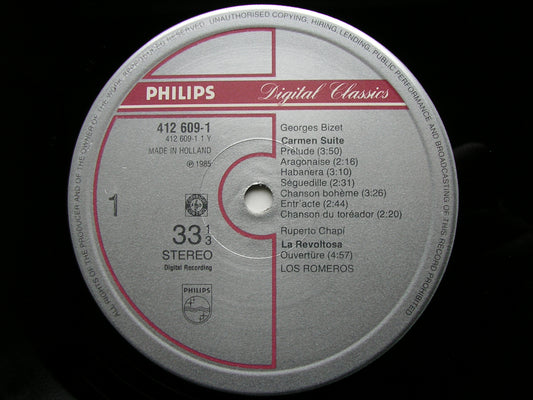 ALL RIGHTS OF THE PRODUCER AND OF THE OWNER OF THE WORK REPRODUCED RESERVED. UNAUTHORISED COPYING, HIRING, LENDING, PUBLIC PERFORMANCE AND BROADCASTING OF THIS RECORD PROHIBITED
PHILIPS Digital Classics
412 609-1
412 609-1 1 Y
MADE IN HOLLAND
℗ 1985
1
33 1/3
STEREO
Digital Recording
PHILIPS
Georges Bizet
Carmen Suite
Prélude (3:50)
Aragonaise (2:16)
Habanera (3:10)
Séguedille (2:31)
Chanson bohème (3:26)
Entr'acte (2:44)
Chanson du toréador (2:20)
Ruperto Chapí
La Revoltosa
Ouvertüre (4:57)
LOS ROMEROS